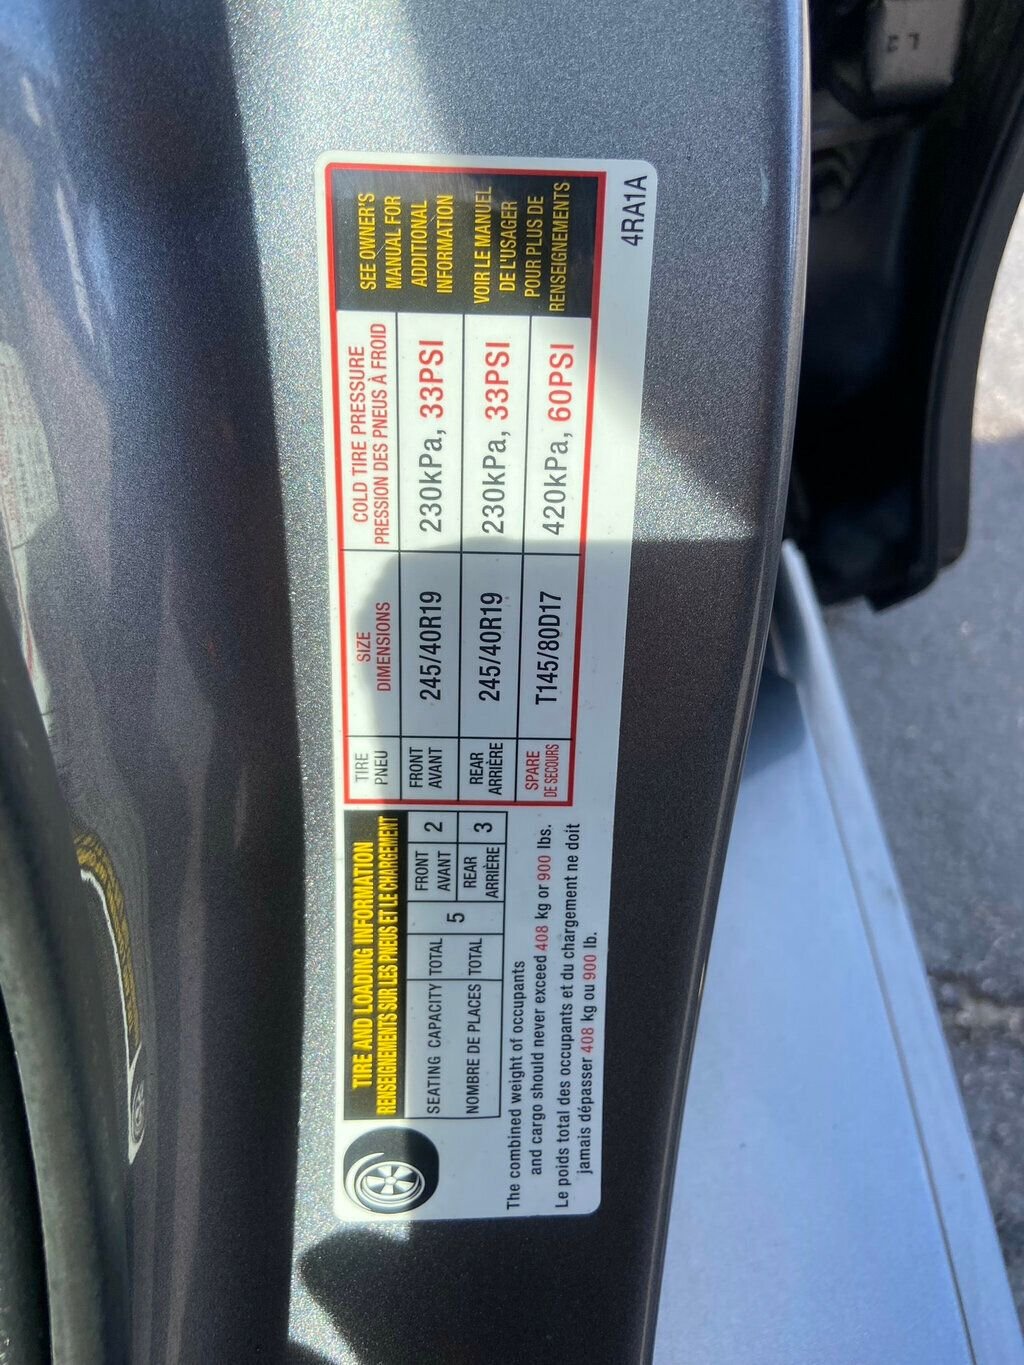 TIRE AND LOADING INFORMATION
RENSEIGNEMENTS SUR LES PNEUS ET LE CHARGEMENT
SEATING CAPACITY TOTAL 5 FRONT AVANT 2
NOMBRE DE PLACES TOTAL REAR ARRIÈRE 3
The combined weight of occupants
and cargo should never exceed 408 kg or 900 lbs.
Le poids total des occupants et du chargement ne doit
jamais dépasser 408 kg ou 900 lb.
TIRE PNEU
SIZE DIMENSIONS
COLD TIRE PRESSURE
PRESSION DES PNEUS À FROID
FRONT AVANT 245/40R19 230kPa, 33PSI
REAR ARRIÈRE 245/40R19 230kPa, 33PSI
SPARE DE SECOURS T145/80D17 420kPa, 60PSI
SEE OWNER'S
MANUAL FOR
ADDITIONAL
INFORMATION
VOIR LE MANUEL
DE L'USAGER
POUR PLUS DE
RENSEIGNEMENTS
4RA1A